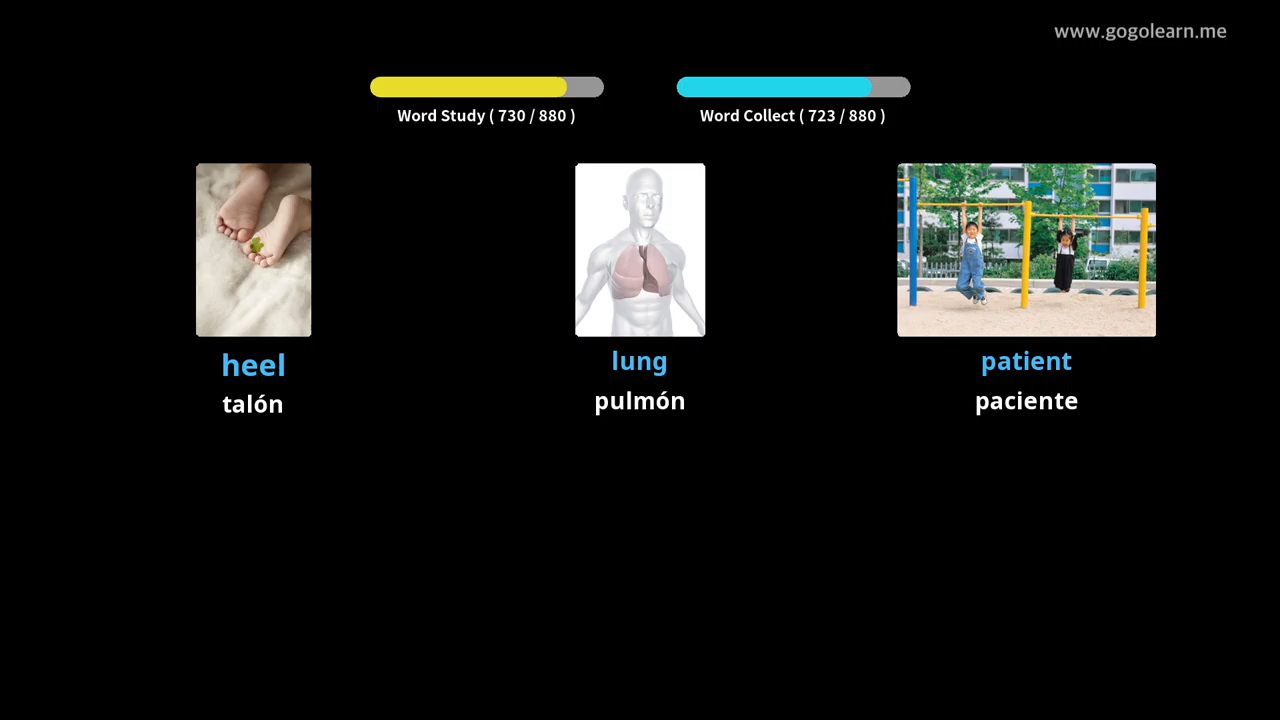 www.gogolearn.me
Word Study ( 730 / 880 )
Word Collect ( 723 / 880 )
heel
talón
lung
pulmón
patient
paciente